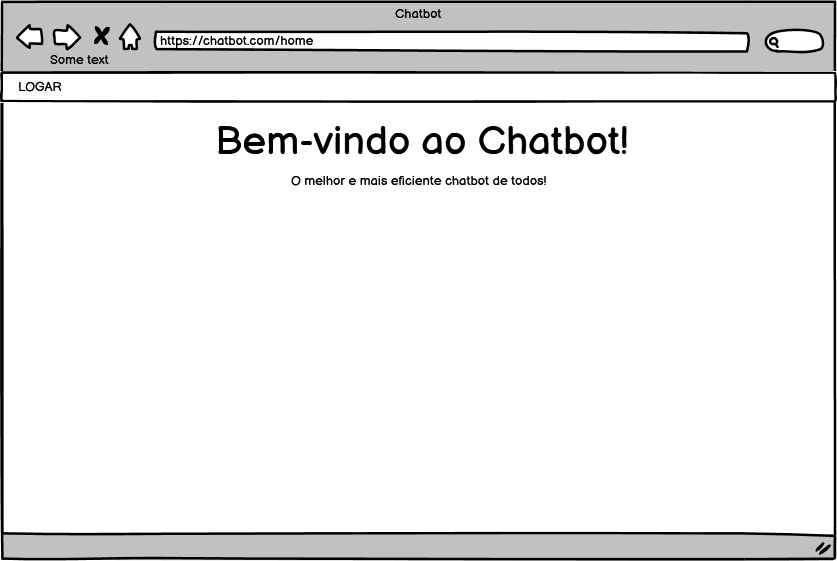 Chatbot
https://chatbot.com/home
Some text
LOGAR
Bem-vindo ao Chatbot!
O melhor e mais eficiente chatbot de todos!